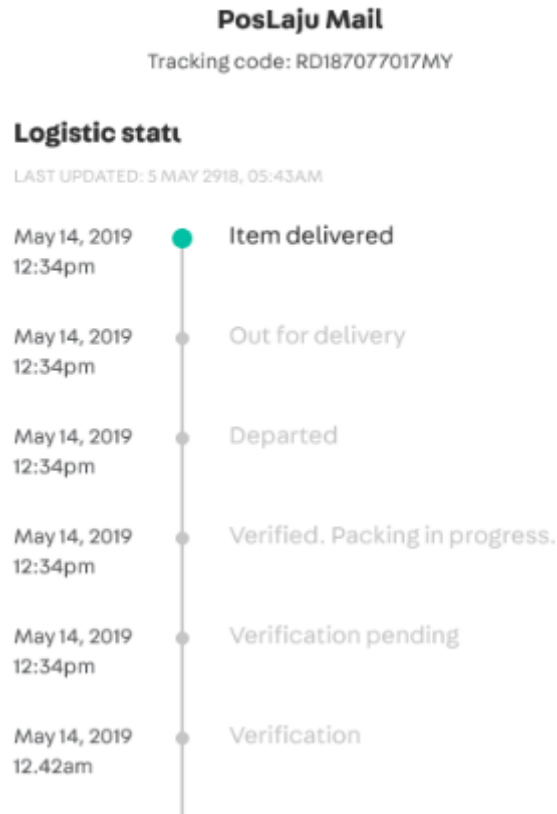 PosLaju Mail
Tracking code: RD187077017MY
Logistic statu
LAST UPDATED: 5 MAY 2918, 05:43AM
May 14, 2019 Item delivered
12:34pm
May 14, 2019 Out for delivery
12:34pm
May 14, 2019 Departed
12:34pm
May 14, 2019 Verified. Packing in progress.
12:34pm
May 14, 2019 Verification pending
12:34pm
May 14, 2019 Verification
12.42am